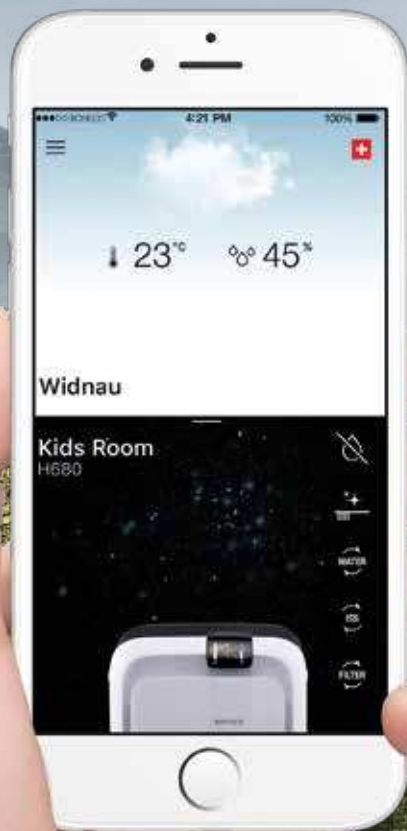 4:21 PM
100%
23°C
45%
Widnau
Kids Room
H680
WATER
ISS
FILTER